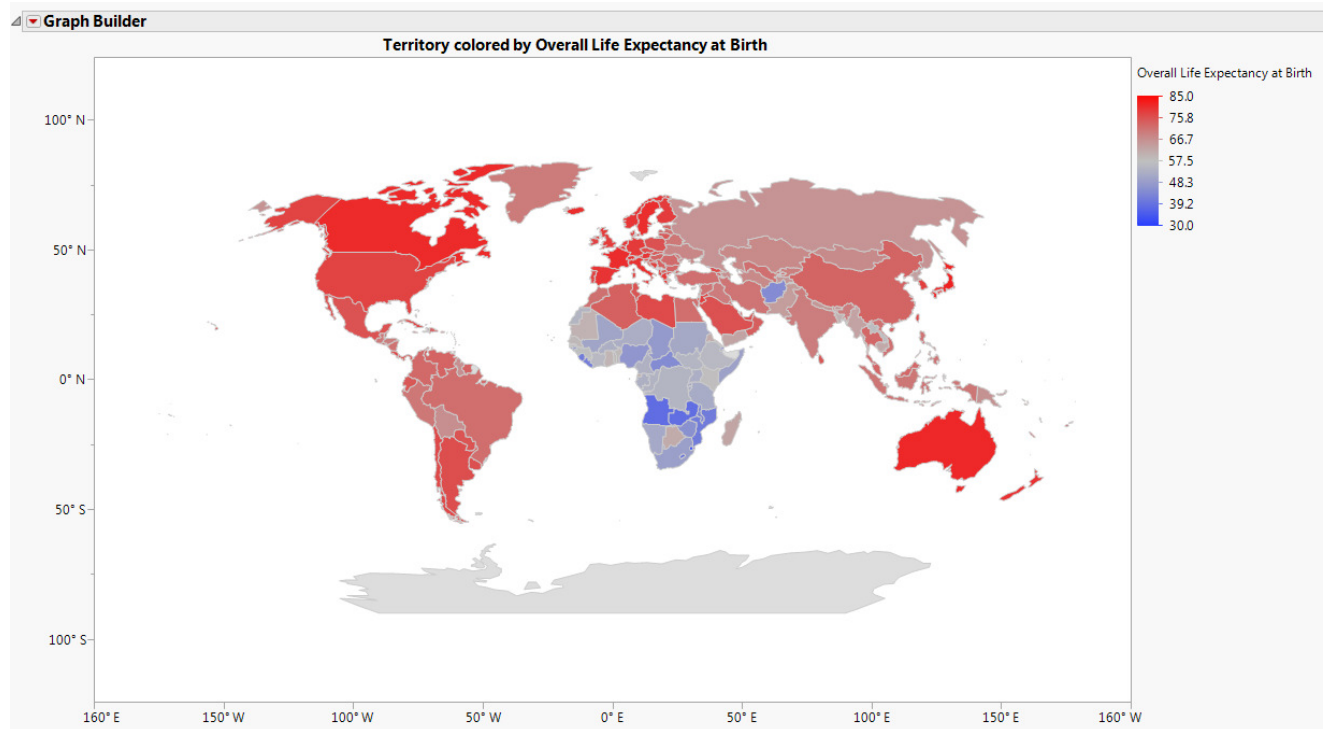 Graph Builder
Territory colored by Overall Life Expectancy at Birth
Overall Life Expectancy at Birth
85.0
75.8
66.7
57.5
48.3
39.2
30.0
100° N
50° N
0° N
50° S
100° S
160° E
150° W
100° W
50° W
0° E
50° E
100° E
150° E
160° W